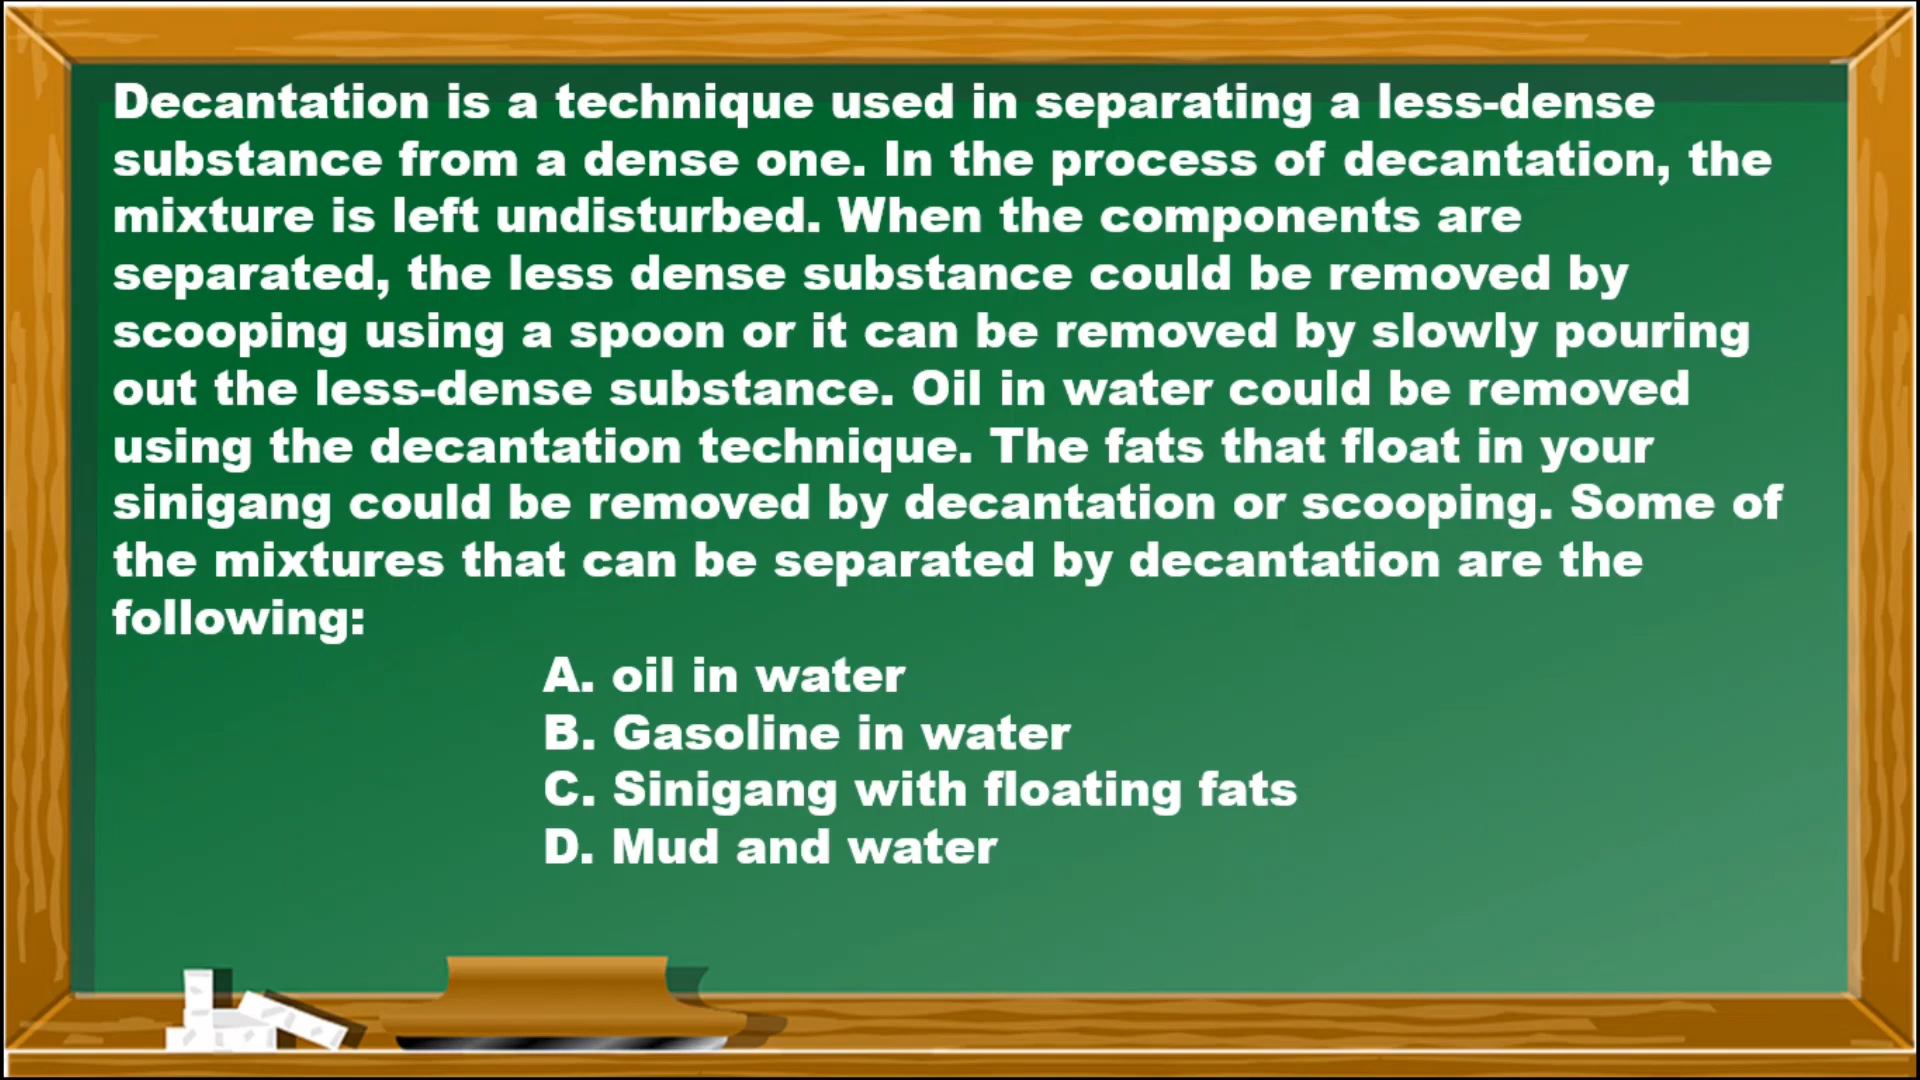 Decantation is a technique used in separating a less-dense
substance from a dense one. In the process of decantation, the
mixture is left undisturbed. When the components are
separated, the less dense substance could be removed by
scooping using a spoon or it can be removed by slowly pouring
out the less-dense substance. Oil in water could be removed
using the decantation technique. The fats that float in your
sinigang could be removed by decantation or scooping. Some of
the mixtures that can be separated by decantation are the
following:
A. oil in water
B. Gasoline in water
C. Sinigang with floating fats
D. Mud and water